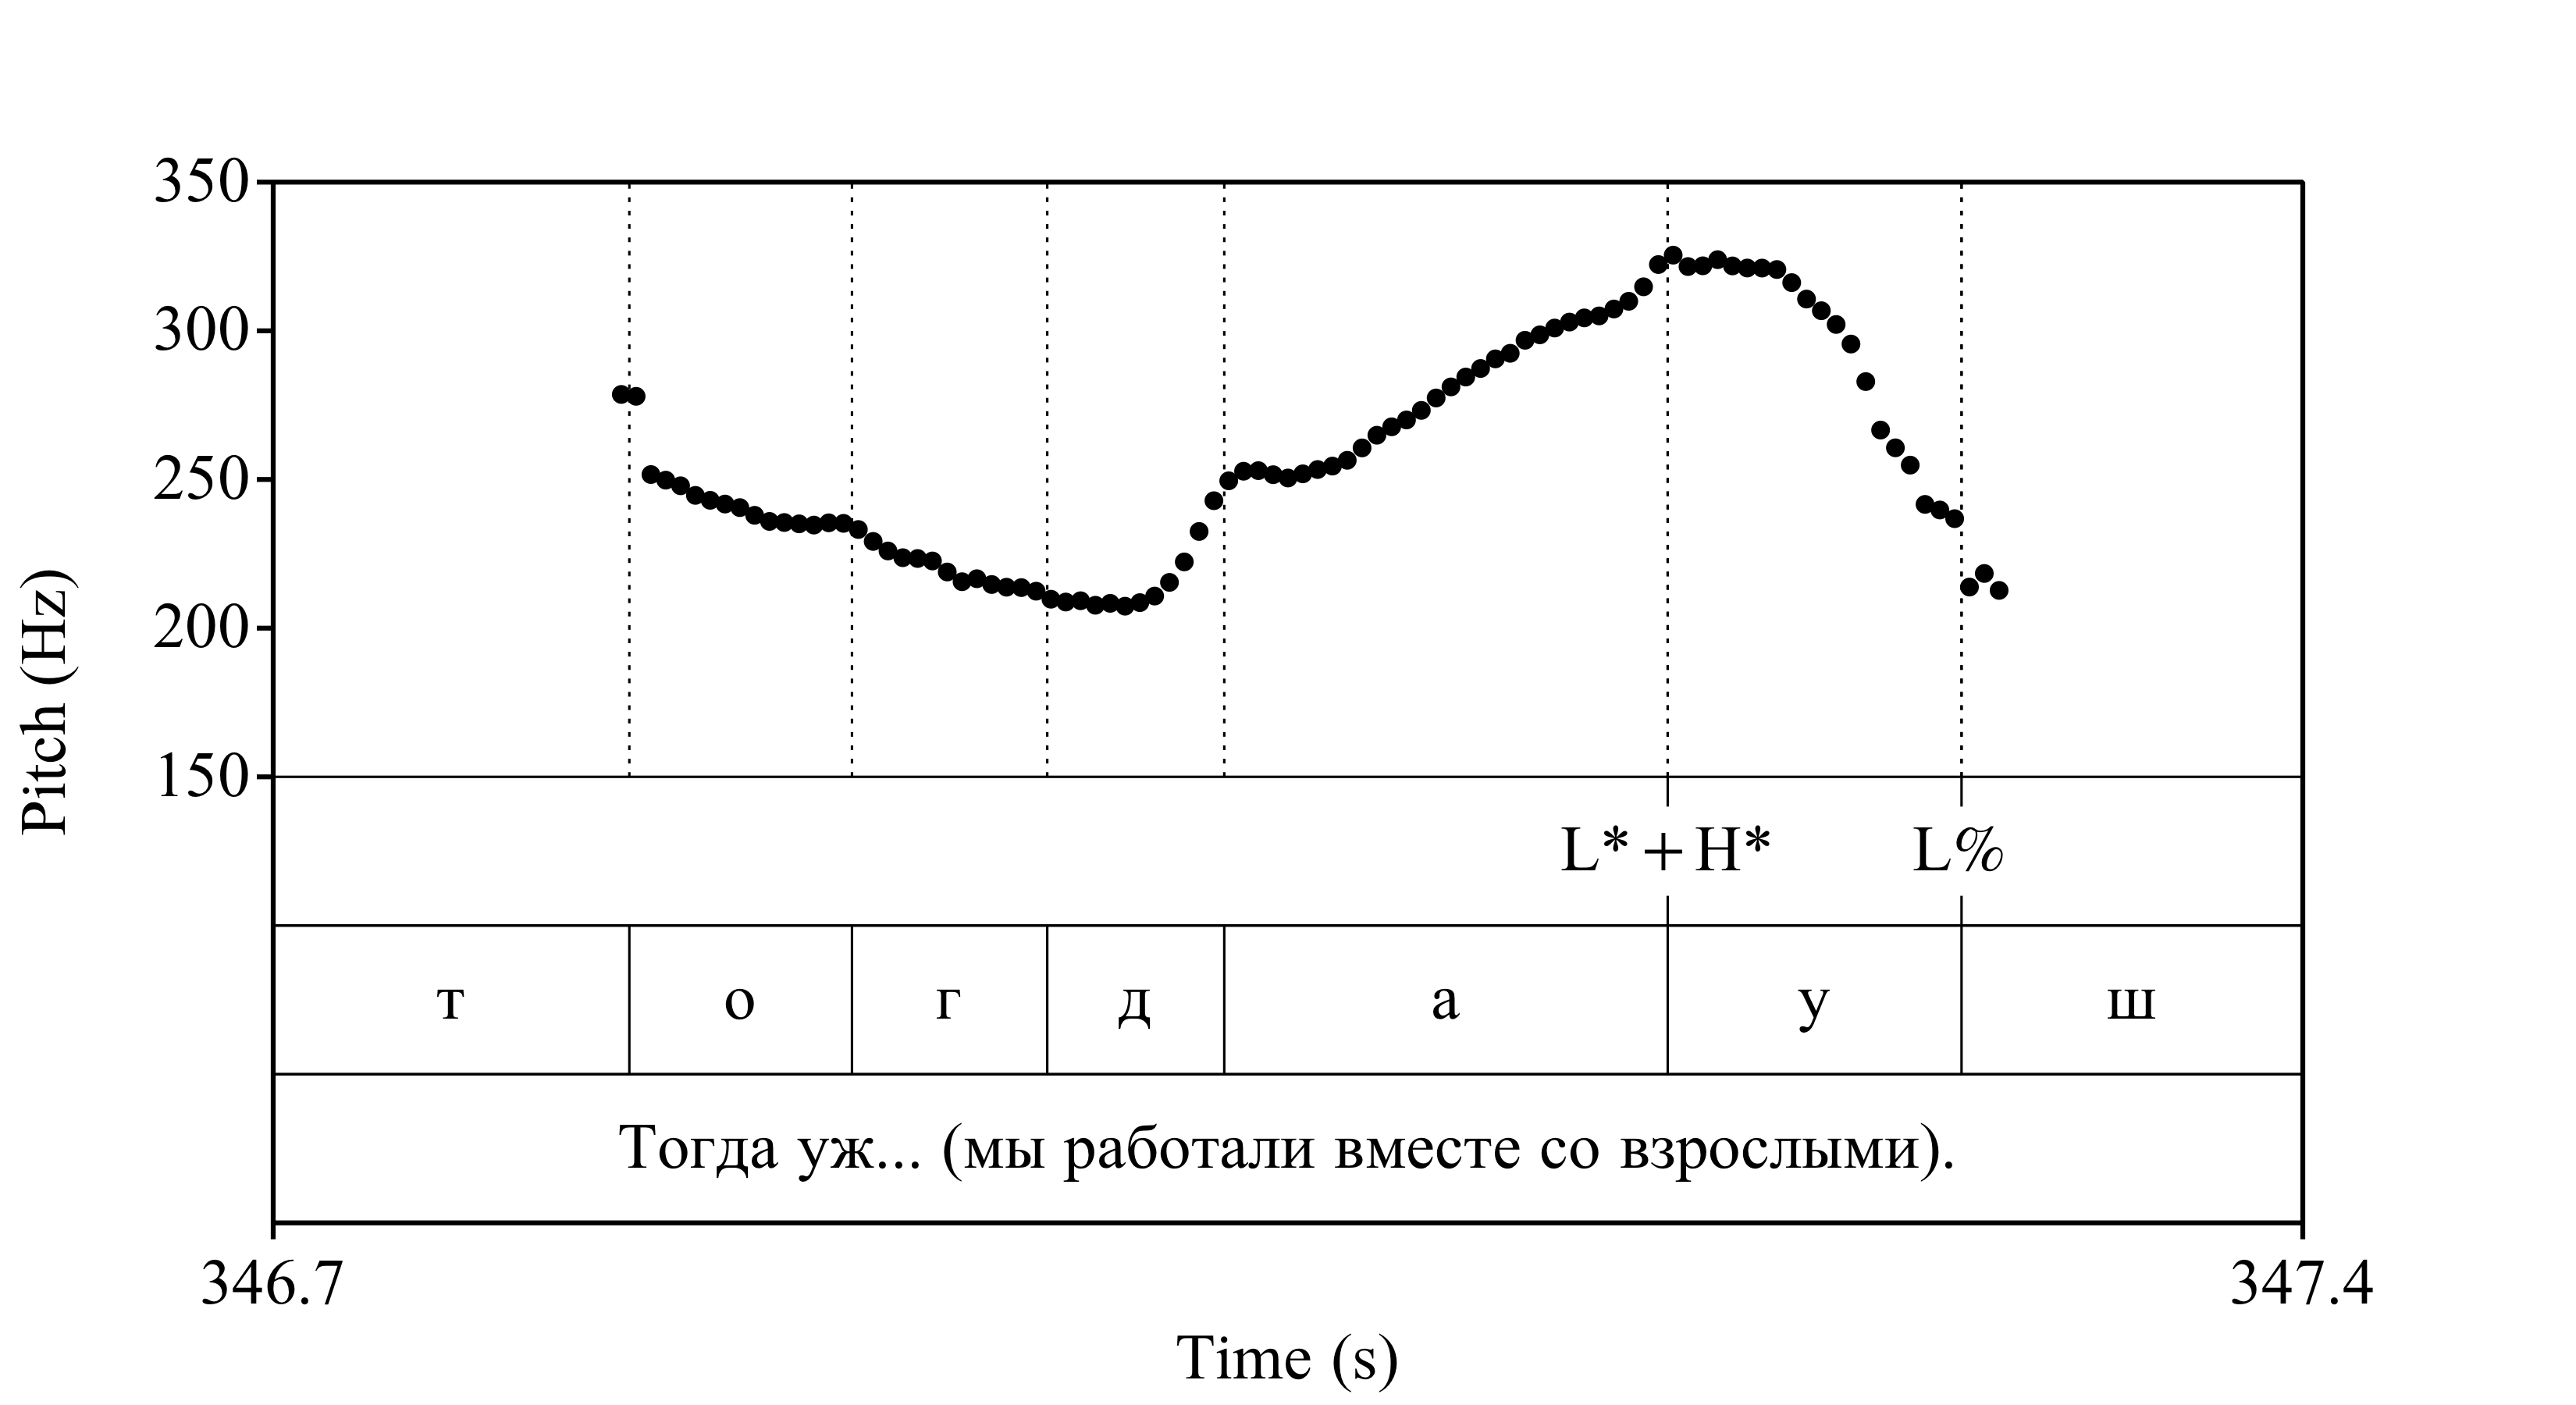 350
300
250
200
150
Pitch (Hz)
L*+H* L%
т о г д а у ш
Тогда уж... (мы работали вместе со взрослыми).
346.7 347.4
Time (s)